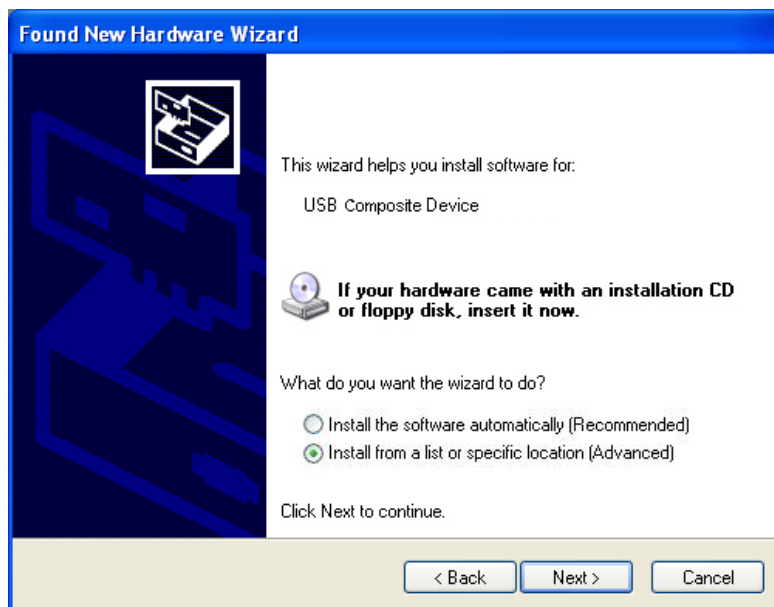 Found New Hardware Wizard
This wizard helps you install software for:
USB Composite Device
If your hardware came with an installation CD
or floppy disk, insert it now.
What do you want the wizard to do?
Install the software automatically (Recommended)
Install from a list or specific location (Advanced)
Click Next to continue.
< Back Next > Cancel